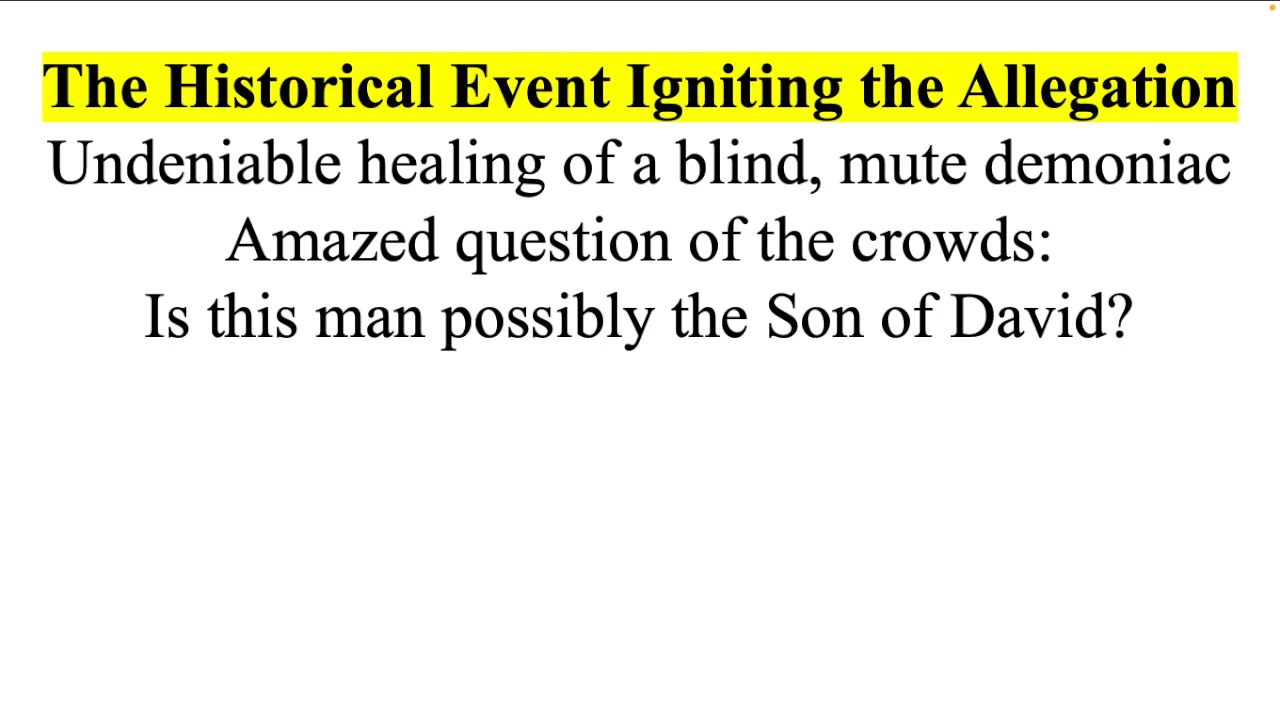 The Historical Event Igniting the Allegation
Undeniable healing of a blind, mute demoniac
Amazed question of the crowds:
Is this man possibly the Son of David?